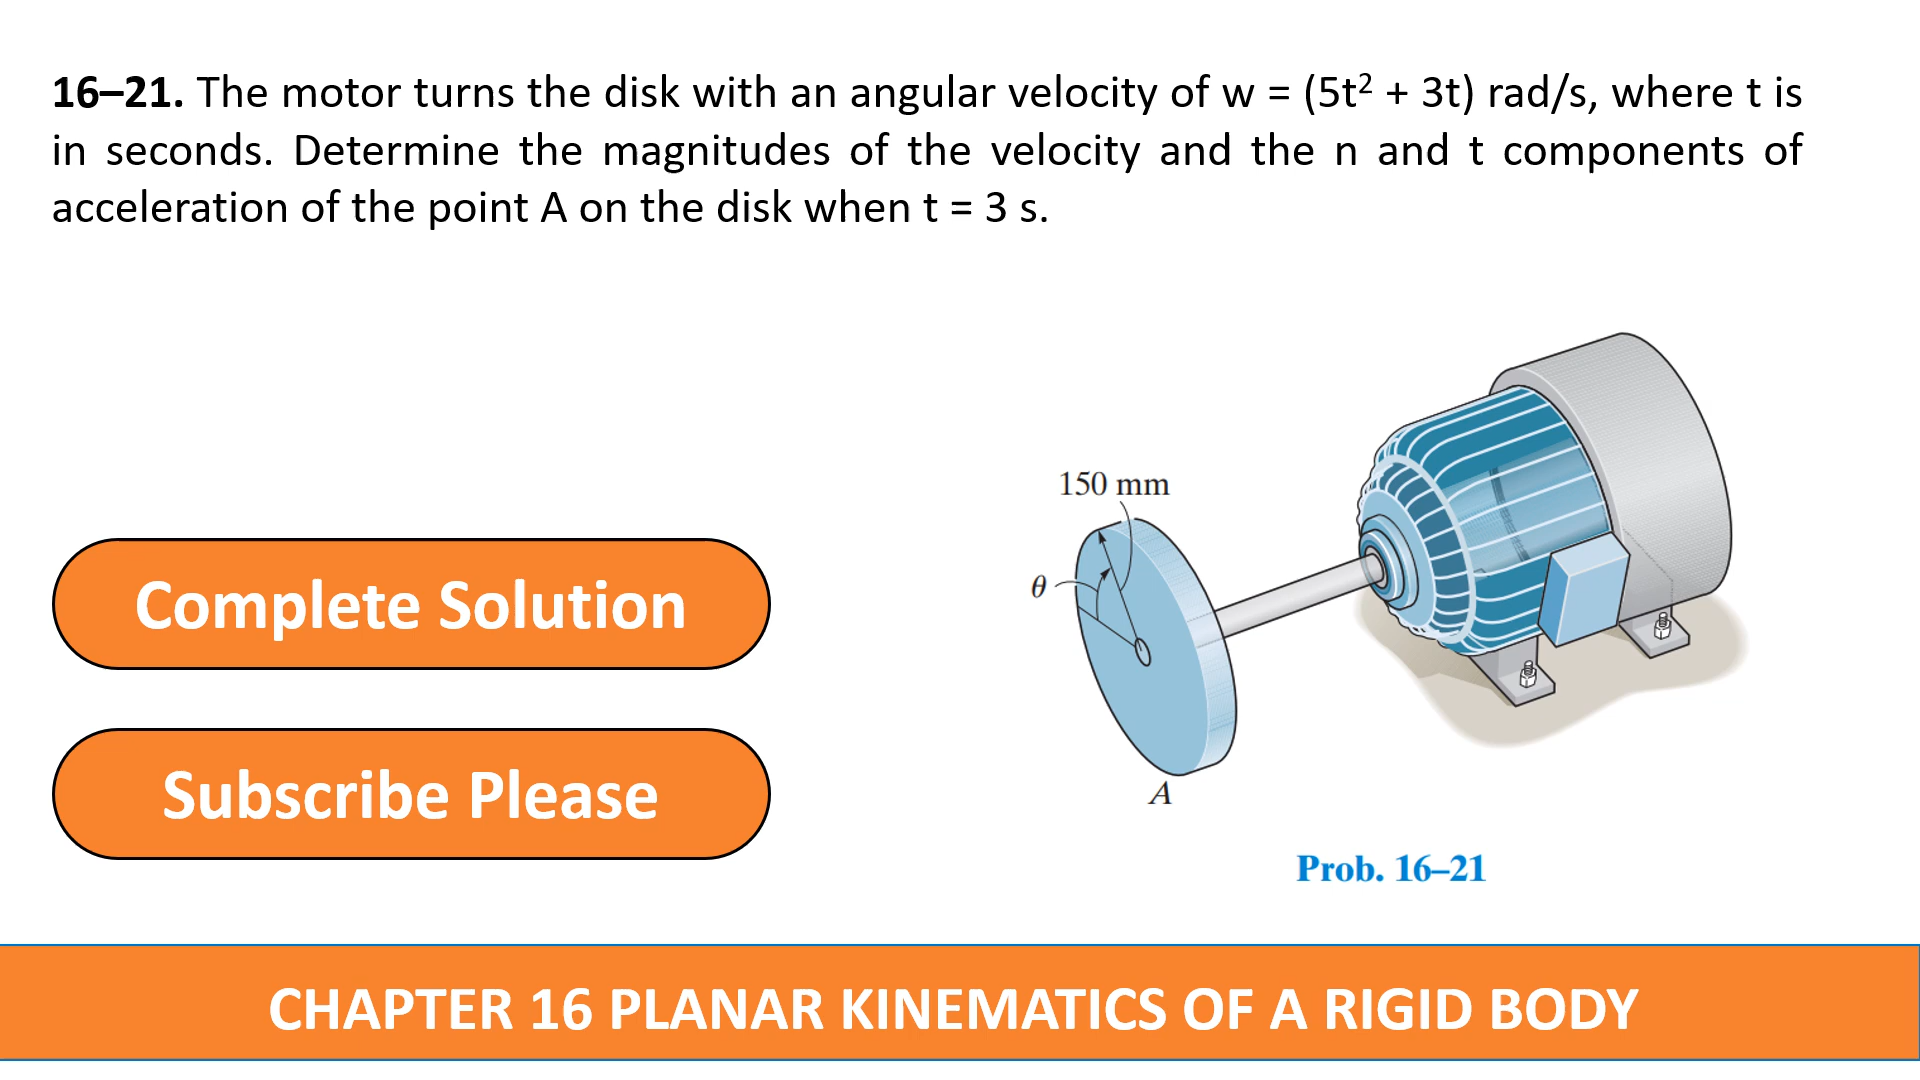 16–21. The motor turns the disk with an angular velocity of w = (5t² + 3t) rad/s, where t is
in seconds. Determine the magnitudes of the velocity and the n and t components of
acceleration of the point A on the disk when t = 3 s.
150 mm
θ
Complete Solution
Subscribe Please
A
Prob. 16–21
CHAPTER 16 PLANAR KINEMATICS OF A RIGID BODY